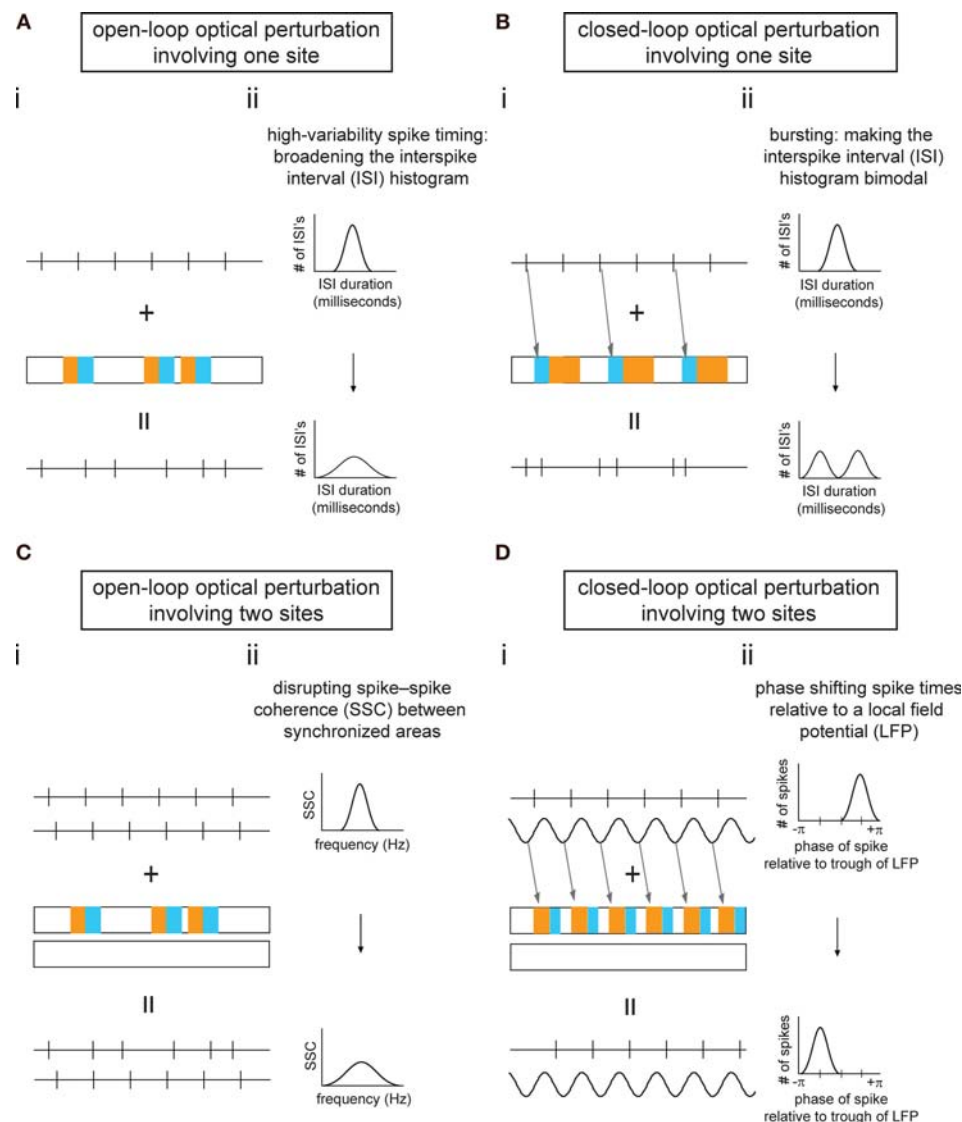 A
open-loop optical perturbation
involving one site
i
ii
high-variability spike timing:
broadening the interspike
interval (ISI) histogram
# of ISI's
ISI duration
(milliseconds)
+
=
# of ISI's
ISI duration
(milliseconds)
B
closed-loop optical perturbation
involving one site
i
ii
bursting: making the
interspike interval (ISI)
histogram bimodal
# of ISI's
ISI duration
(milliseconds)
+
=
# of ISI's
ISI duration
(milliseconds)
C
open-loop optical perturbation
involving two sites
i
ii
disrupting spike–spike
coherence (SSC) between
synchronized areas
SSC
frequency (Hz)
+
=
SSC
frequency (Hz)
D
closed-loop optical perturbation
involving two sites
i
ii
phase shifting spike times
relative to a local field
potential (LFP)
# of spikes
-π +π
phase of spike
relative to trough of LFP
+
=
# of spikes
-π +π
phase of spike
relative to trough of LFP